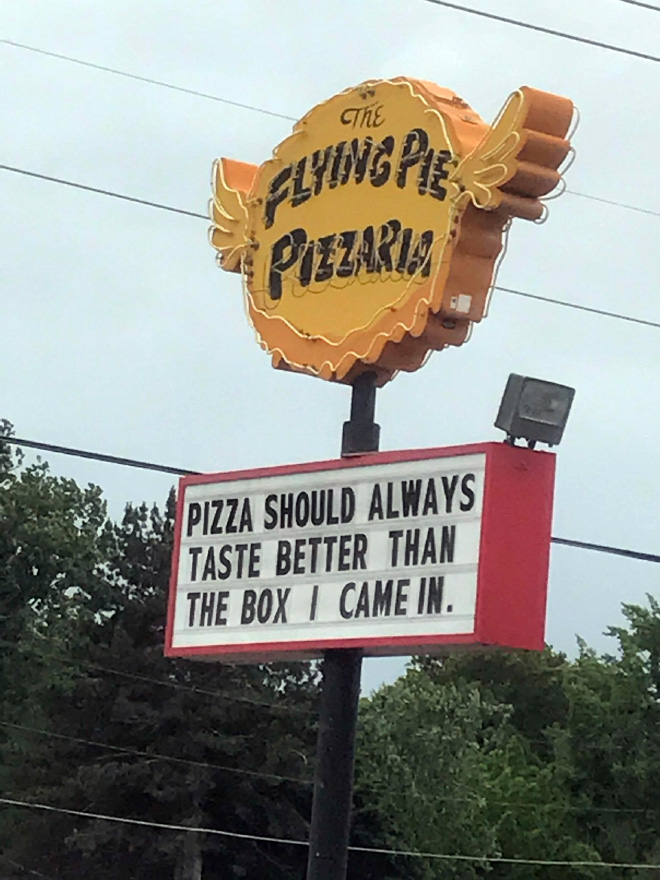 The
FLYING PIE
PIZZARIA
PIZZA SHOULD ALWAYS
TASTE BETTER THAN
THE BOX I CAME IN.